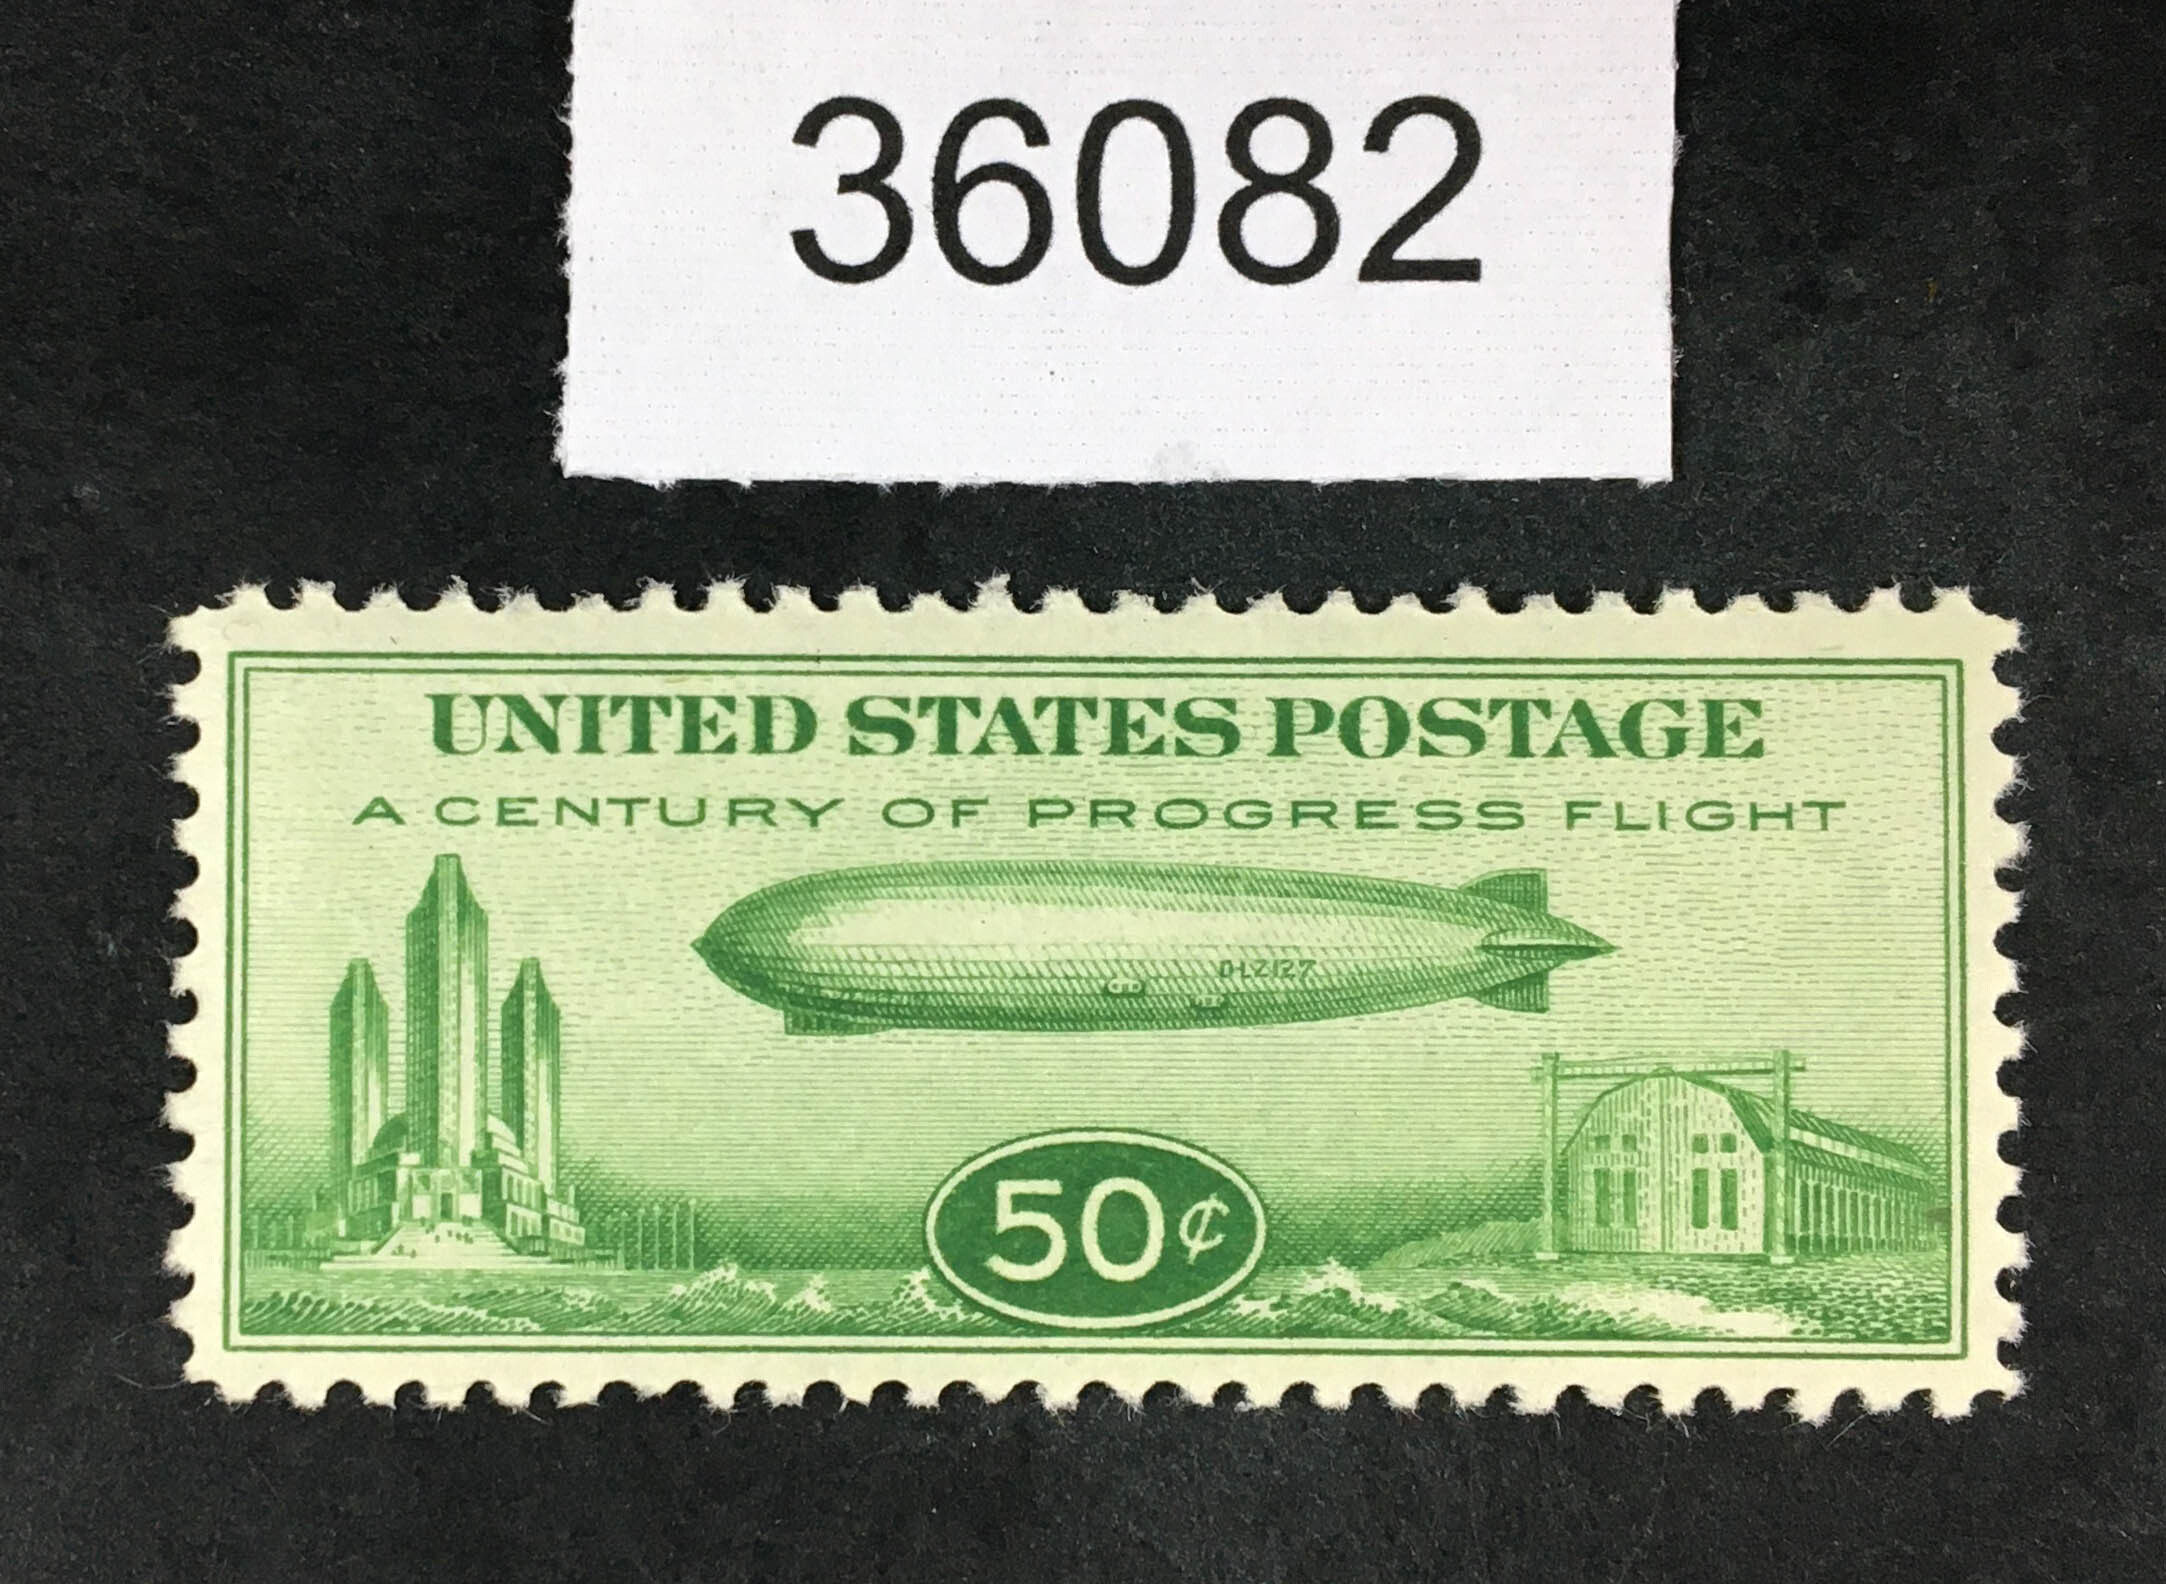 36082
UNITED STATES POSTAGE
A CENTURY OF PROGRESS FLIGHT
D-LZ127
50¢